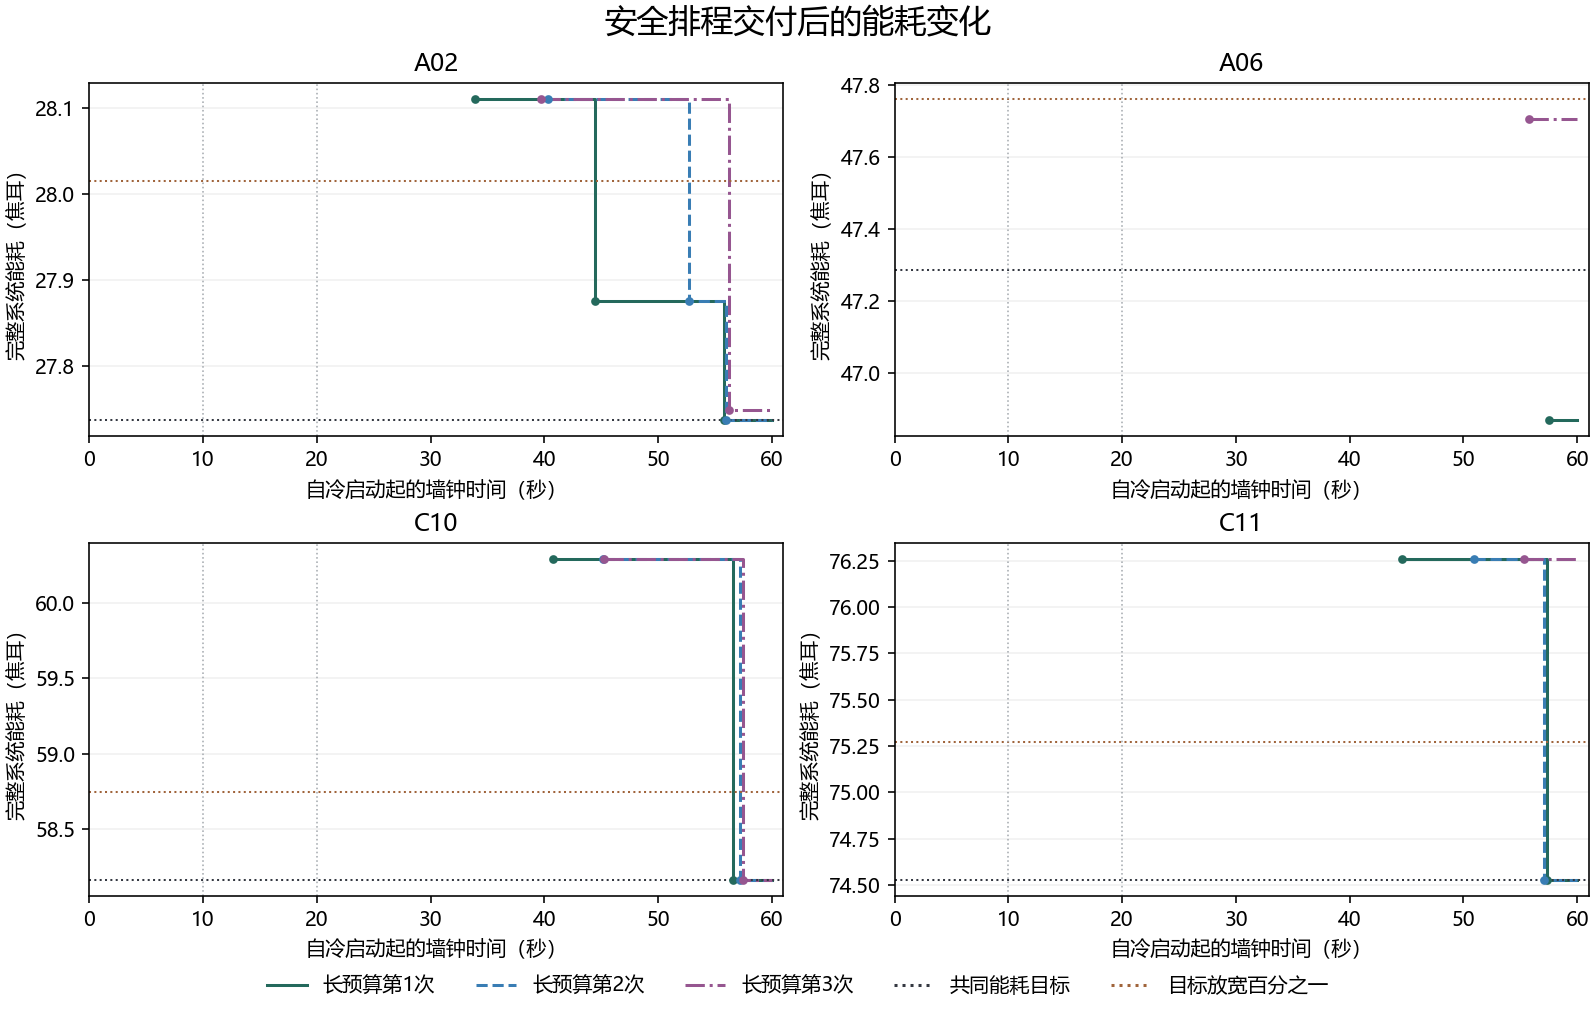 安全排程交付后的能耗变化
A02
完整系统能耗（焦耳）
28.1
28.0
27.9
27.8
0 10 20 30 40 50 60
自冷启动起的墙钟时间（秒）
A06
完整系统能耗（焦耳）
47.8
47.6
47.4
47.2
47.0
0 10 20 30 40 50 60
自冷启动起的墙钟时间（秒）
C10
完整系统能耗（焦耳）
60.0
59.5
59.0
58.5
0 10 20 30 40 50 60
自冷启动起的墙钟时间（秒）
C11
完整系统能耗（焦耳）
76.25
76.00
75.75
75.50
75.25
75.00
74.75
74.50
0 10 20 30 40 50 60
自冷启动起的墙钟时间（秒）
长预算第1次 长预算第2次 长预算第3次 共同能耗目标 目标放宽百分之一